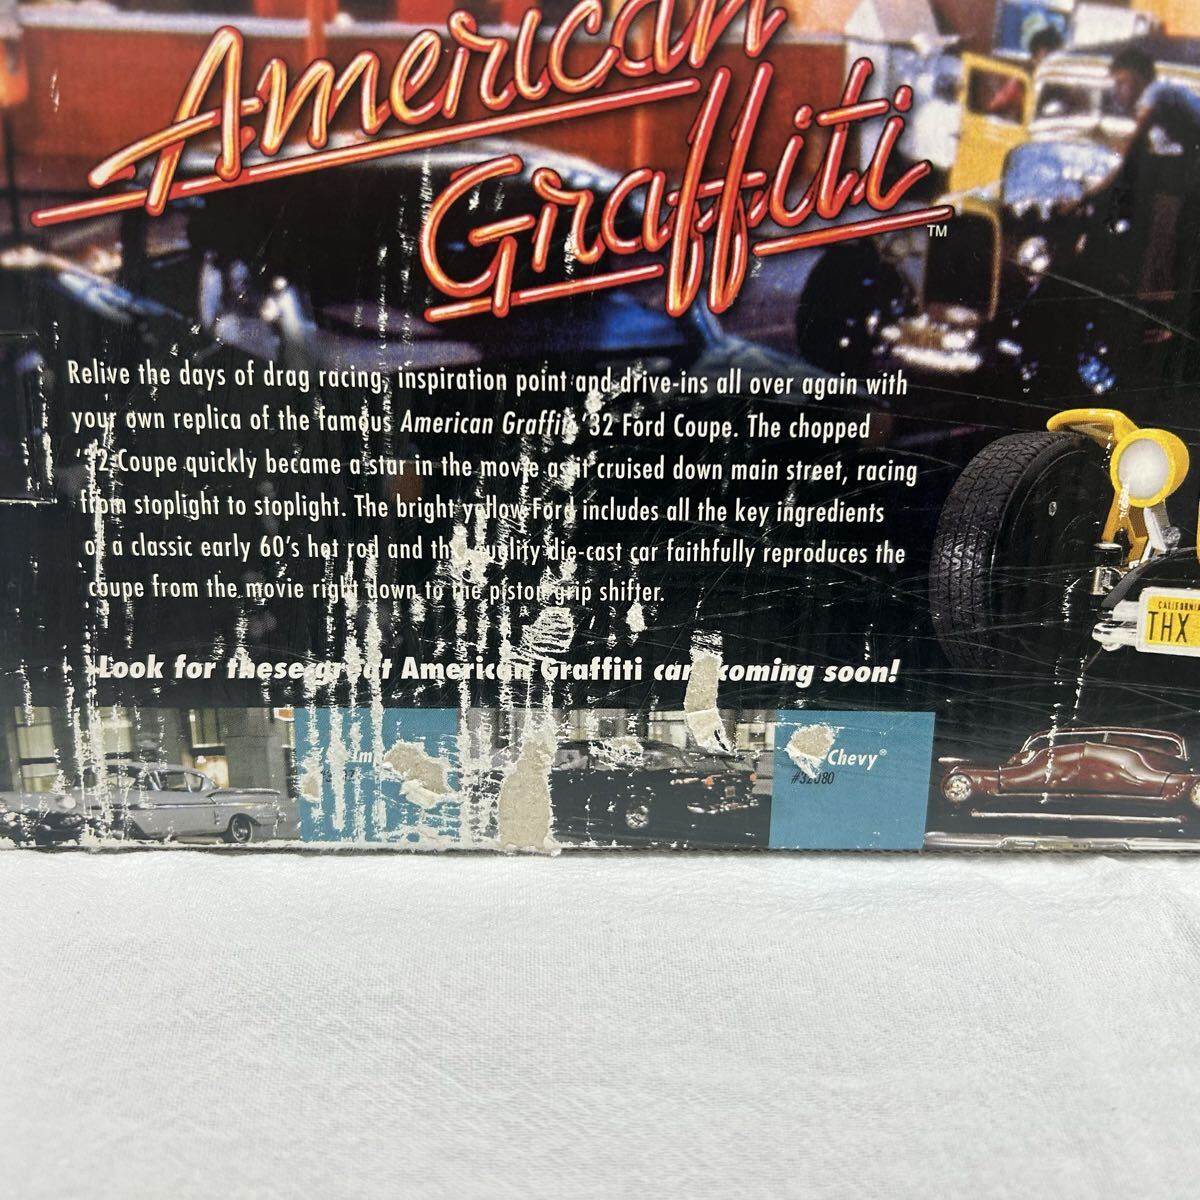 American
Graffiti
TM
Relive the days of drag racing, inspiration point and drive-ins all over again with
your own replica of the famous American Graffiti '32 Ford Coupe. The chopped
'32 Coupe quickly became a star in the movie as it cruised down main street, racing
from stoplight to stoplight. The bright yellow Ford includes all the key ingredients
of a classic early 60's hot rod and this quality die-cast car faithfully reproduces the
coupe from the movie right down to the piston grip shifter.
Look for these great American Graffiti cars coming soon!
Chevy®
CALIFORNIA
THX